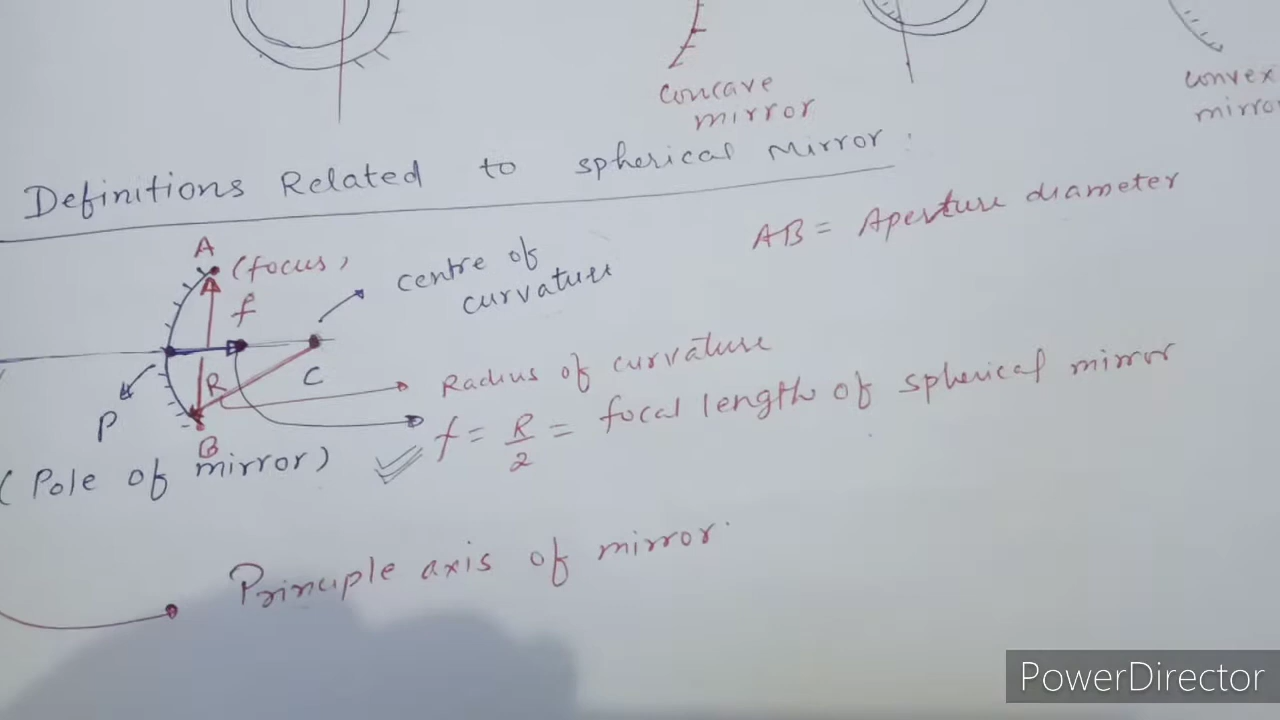 concave
mirror
convex
mirro
Definitions Related to spherical Mirror :
AB = Aperture diameter
A
(focus,
f
centre of
curvature
C
R
P
B
(Pole of mirror)
Radius of curvature
f = R/2 = focal length of spherical mirror
Principle axis of mirror.
PowerDirector